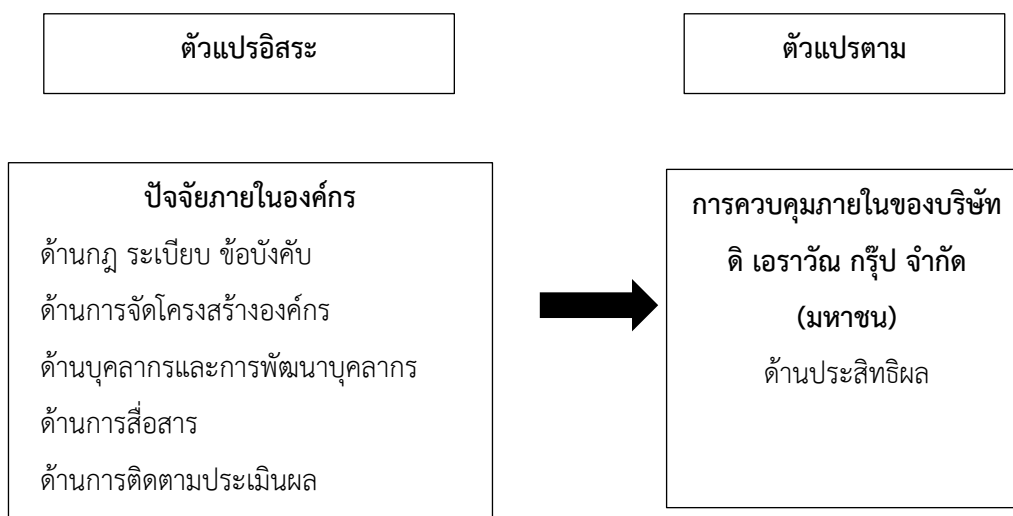 ตัวแปรอิสระ
ตัวแปรตาม
ปัจจัยภายในองค์กร
ด้านกฎ ระเบียบ ข้อบังคับ
ด้านการจัดโครงสร้างองค์กร
ด้านบุคลากรและการพัฒนาบุคลากร
ด้านการสื่อสาร
ด้านการติดตามประเมินผล
การควบคุมภายในของบริษัท
ดิ เอราวัณ กรุ๊ป จำกัด
(มหาชน)
ด้านประสิทธิผล